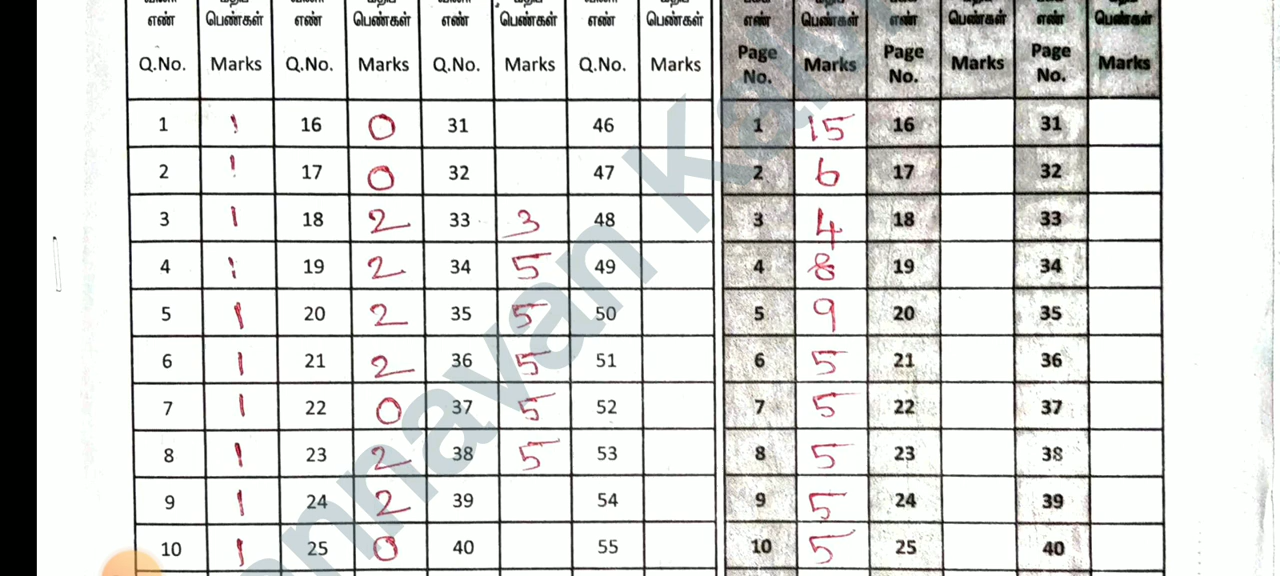 எண் பெண்கள் எண் பெண்கள் எண் பெண்கள் எண் பெண்கள் எண் பெண்கள் எண் பெண்கள் எண் பெண்கள்
Q.No. Marks Q.No. Marks Q.No. Marks Q.No. Marks Page No. Marks Page No. Marks Page No. Marks
1 1 16 0 31 46 1 15 16 31
2 1 17 0 32 47 2 6 17 32
3 1 18 2 33 3 48 3 4 18 33
4 1 19 2 34 5 49 4 8 19 34
5 1 20 2 35 5 50 5 9 20 35
6 1 21 2 36 5 51 6 5 21 36
7 1 22 0 37 5 52 7 5 22 37
8 1 23 2 38 5 53 8 5 23 38
9 1 24 2 39 54 9 5 24 39
10 1 25 0 40 55 10 5 25 40